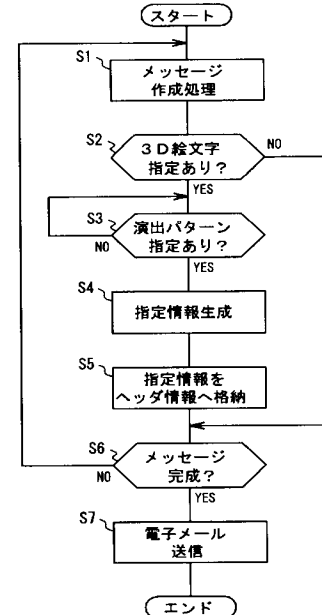 スタート
S1
メッセージ
作成処理
S2
3D絵文字
指定あり?
NO
YES
S3
演出パターン
指定あり?
NO
YES
S4
指定情報生成
S5
指定情報を
ヘッダ情報へ格納
S6
メッセージ
完成?
NO
YES
S7
電子メール
送信
エンド